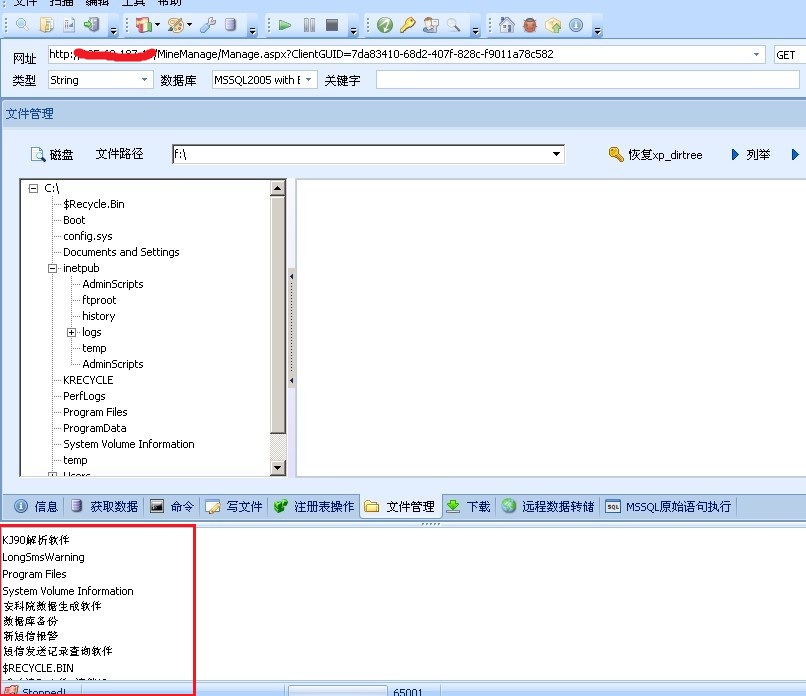 文件 扫描 编辑 工具 帮助
网址 http:/ /MineManage/Manage.aspx?ClientGUID=7da83410-68d2-407f-828c-f9011a78c582 GET
类型 String 数据库 MSSQL2005 with E 关键字
文件管理
磁盘 文件路径 f:\ 恢复xp_dirtree 列举
C:\
$Recycle.Bin
Boot
config.sys
Documents and Settings
inetpub
AdminScripts
ftproot
history
logs
temp
AdminScripts
KRECYCLE
PerfLogs
Program Files
ProgramData
System Volume Information
temp
Users
信息 获取数据 命令 写文件 注册表操作 文件管理 下载 远程数据转储 SQL MSSQL原始语句执行
KJ90解析软件
LongSmsWarning
Program Files
System Volume Information
安科院数据生成软件
数据库备份
新短信报警
短信发送记录查询软件
$RECYCLE.BIN
Stopped! 65001